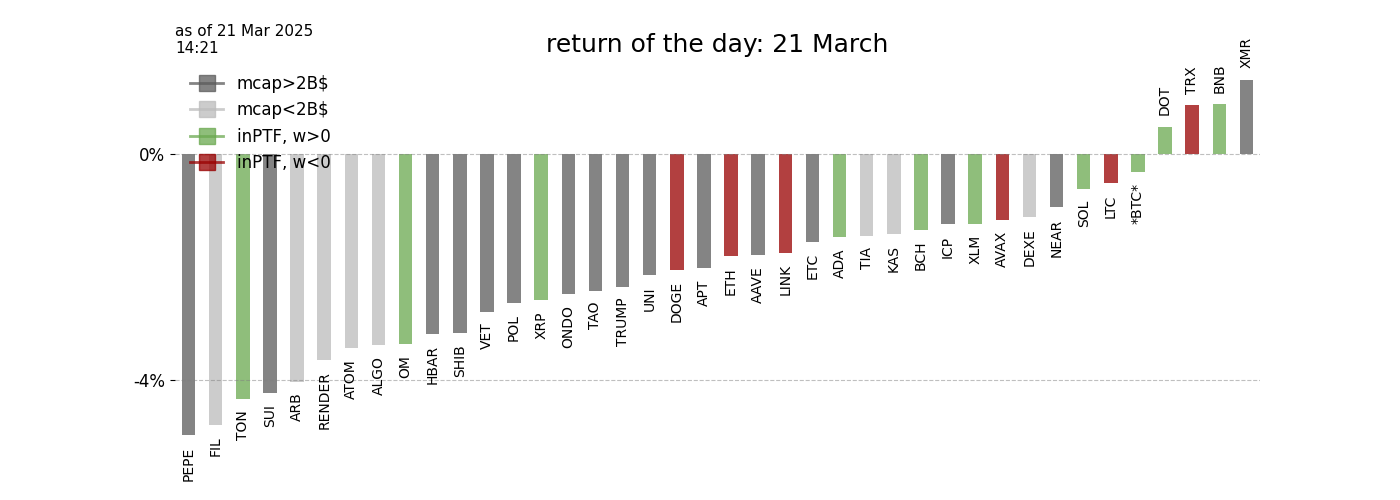 as of 21 Mar 2025
14:21
return of the day: 21 March
mcap>2B$
mcap<2B$
inPTF, w>0
inPTF, w<0
0%
-4%
PEPE
FIL
TON
SUI
ARB
RENDER
ATOM
ALGO
OM
HBAR
SHIB
VET
POL
XRP
ONDO
TAO
TRUMP
UNI
DOGE
APT
ETH
AAVE
LINK
ETC
ADA
TIA
KAS
BCH
ICP
XLM
AVAX
DEXE
NEAR
SOL
LTC
*BTC*
DOT
TRX
BNB
XMR